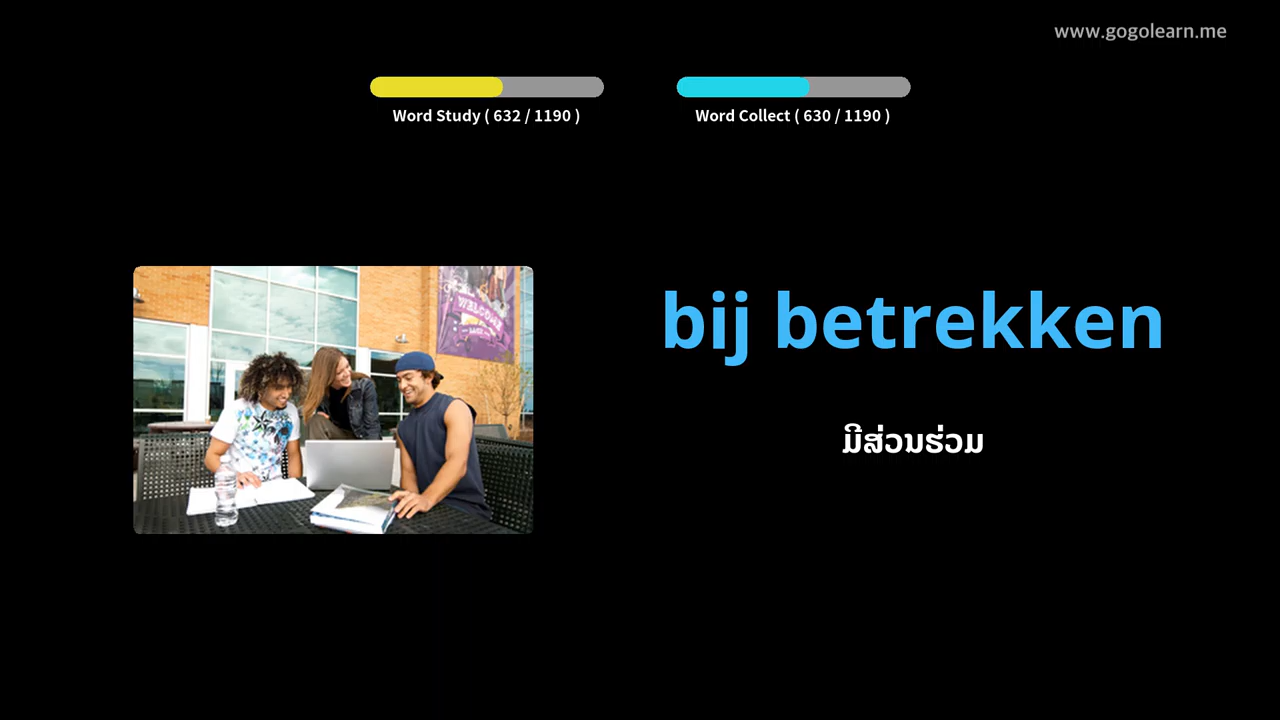 www.gogolearn.me
Word Study ( 632 / 1190 )
Word Collect ( 630 / 1190 )
WELCOME
bij betrekken
ມີສ່ວນຮ່ວມ